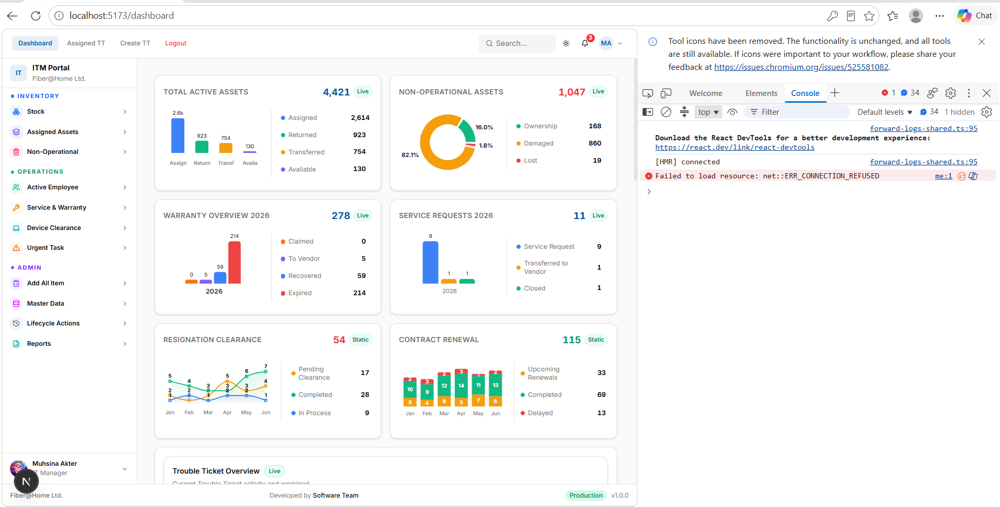 localhost:5173/dashboard
Chat
Dashboard
Assigned TT
Create TT
Logout
Search...
3
MA
IT
ITM Portal
Fiber@Home Ltd.
INVENTORY
Stock
Assigned Assets
Non-Operational
OPERATIONS
Active Employee
Service & Warranty
Device Clearance
Urgent Task
ADMIN
Add All Item
Master Data
Lifecycle Actions
Reports
Muhsina Akter
T Manager
N
TOTAL ACTIVE ASSETS
4,421
Live
2.6k
923
754
130
Assign
Return
Transf
Availa
Assigned 2,614
Returned 923
Transferred 754
Available 130
NON-OPERATIONAL ASSETS
1,047
Live
16.0%
1.8%
82.1%
Ownership 168
Damaged 860
Lost 19
WARRANTY OVERVIEW 2026
278
Live
214
59
5
0
2026
Claimed 0
To Vendor 5
Recovered 59
Expired 214
SERVICE REQUESTS 2026
11
Live
9
1
1
2026
Service Request 9
Transferred to
Vendor 1
Closed 1
RESIGNATION CLEARANCE
54
Static
5 4 3 3 6 7
2 1 5 3 4
1 2 1 2 2 1
Jan Feb Mar Apr May Jun
Pending
Clearance 17
Completed 28
In Process 9
CONTRACT RENEWAL
115
Static
2 3 2 3 1 2
10 9 12 14 11 13
5 4 6 5 7 6
Jan Feb Mar Apr May Jun
Upcoming
Renewals 33
Completed 69
Delayed 13
Trouble Ticket Overview
Live
Current Trouble Ticket activity and workload
Fiber@Home Ltd.
Developed by Software Team
Production
v1.0.0
Tool icons have been removed. The functionality is unchanged, and all tools
are still available. If icons were important to your workflow, please share your
feedback at https://issues.chromium.org/issues/525581082.
Welcome
Elements
Console
1
34
top
Filter
Default levels
34
1 hidden
forward-logs-shared.ts:95
Download the React DevTools for a better development experience:
https://react.dev/link/react-devtools
[HMR] connected
forward-logs-shared.ts:95
Failed to load resource: net::ERR_CONNECTION_REFUSED
me:1